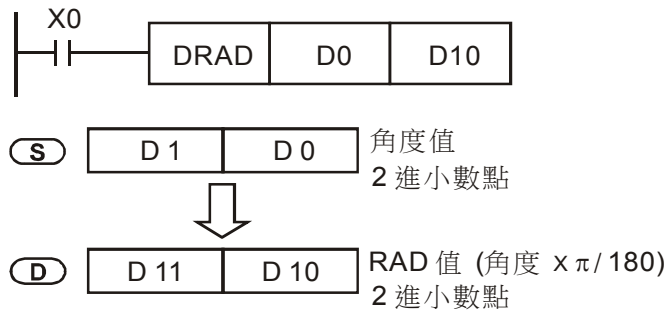 X0
DRAD D0 D10
S D 1 D 0 角度值
2 進小數點
D D 11 D 10 RAD 值 (角度 x π/ 180)
2 進小數點